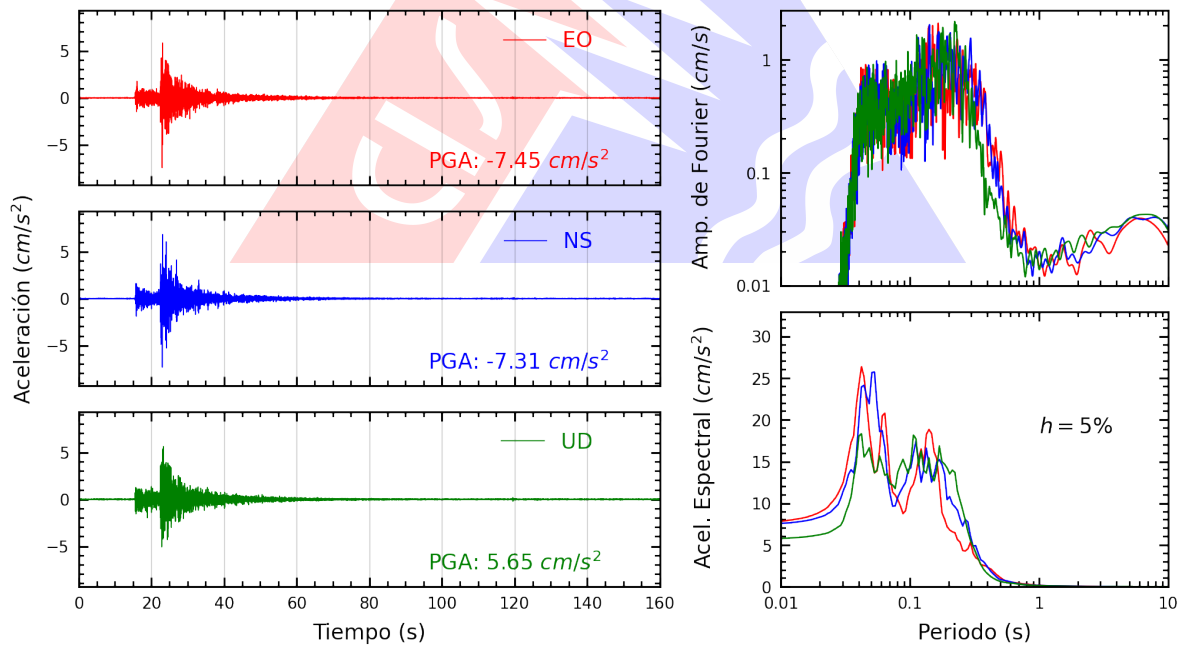 Aceleración (cm/s²)
5
0
−5
EO
PGA: -7.45 cm/s²
5
0
−5
NS
PGA: -7.31 cm/s²
5
0
−5
UD
PGA: 5.65 cm/s²
0 20 40 60 80 100 120 140 160
Tiempo (s)
Amp. de Fourier (cm/s)
1
0.1
0.01
Acel. Espectral (cm/s²)
30
25
20
15
10
5
0
h = 5%
0.01 0.1 1 10
Periodo (s)